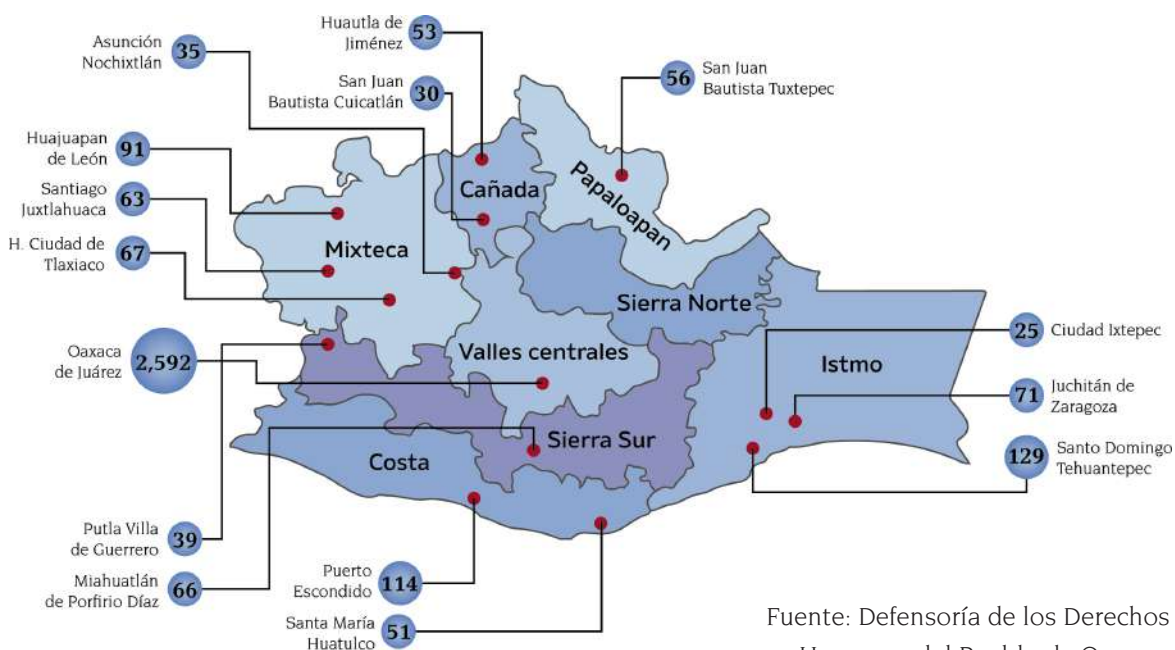 Asunción
Nochixtlán
35
Huautla de
Jiménez
53
San Juan
Bautista Cuicatlán
30
56
San Juan
Bautista Tuxtepec
Huajuapan
de León
91
Santiago
Juxtlahuaca
63
H. Ciudad de
Tlaxiaco
67
Oaxaca
de Juárez
2,592
Cañada
Papaloapan
Mixteca
Sierra Norte
Valles centrales
Istmo
Sierra Sur
Costa
25
Ciudad Ixtepec
71
Juchitán de
Zaragoza
129
Santo Domingo
Tehuantepec
Putla Villa
de Guerrero
39
Miahuatlán
de Porfirio Díaz
66
Puerto
Escondido
114
Santa María
Huatulco
51
Fuente: Defensoría de los Derechos